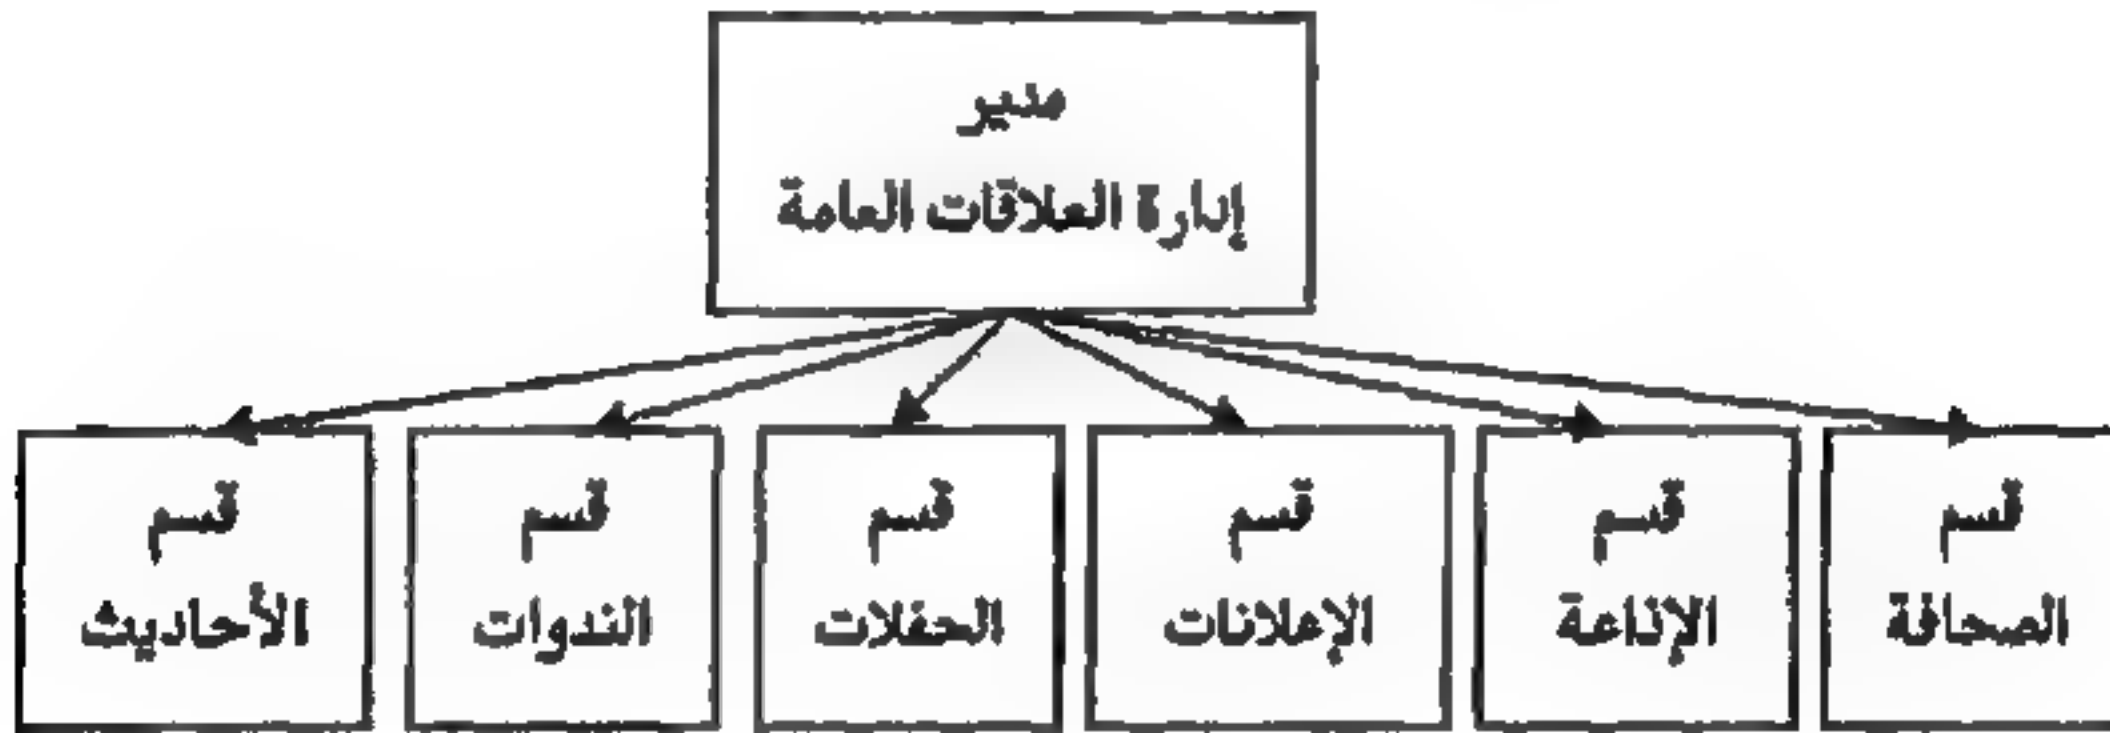 مدير
إدارة العلاقات العامة
قسم
الصحافة
قسم
الإذاعة
قسم
الإعلانات
قسم
الحفلات
قسم
الندوات
قسم
الأحاديث